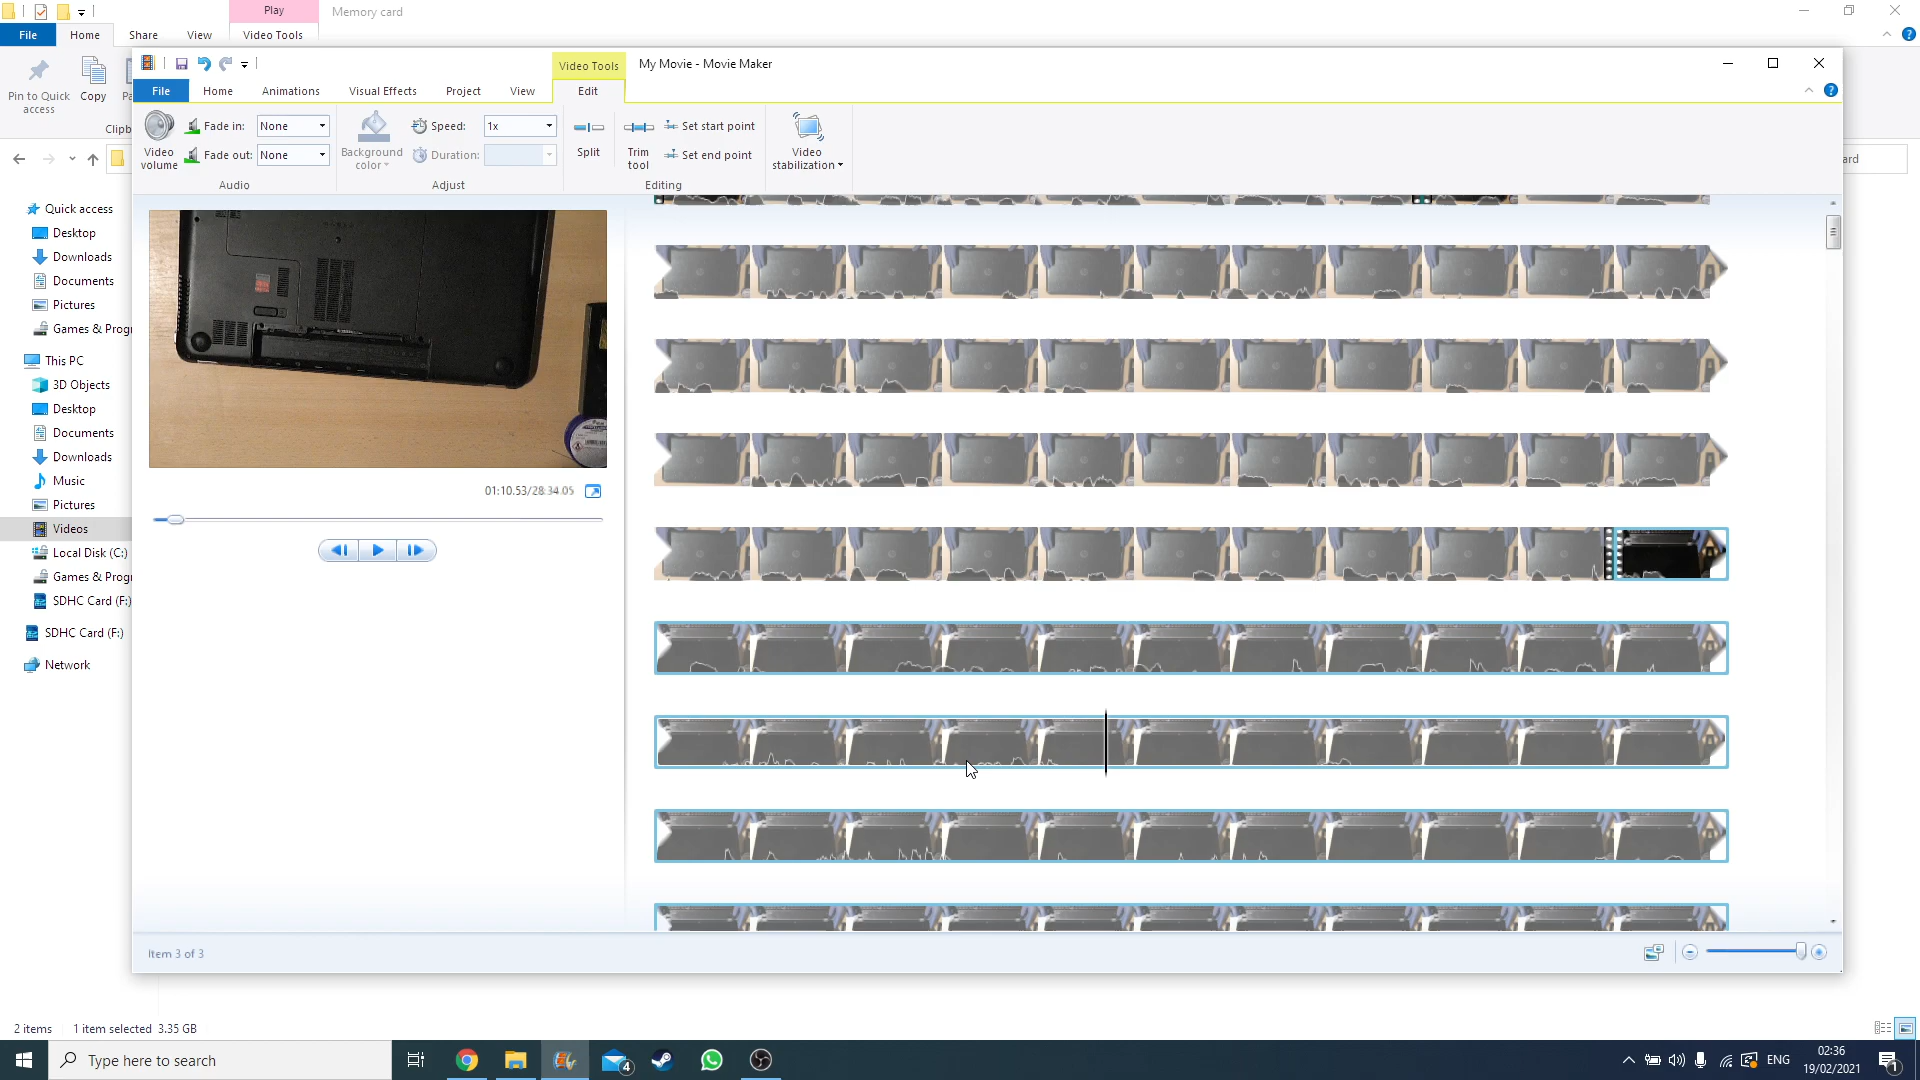 Play
Memory card
File
Home
Share
View
Video Tools
Pin to Quick access
Copy
Clipb
Quick access
Desktop
Downloads
Documents
Pictures
Games & Progr
This PC
3D Objects
Desktop
Documents
Downloads
Music
Pictures
Videos
Local Disk (C:)
Games & Progr
SDHC Card (F:)
SDHC Card (F:)
Network
2 items
1 item selected 3.35 GB
ard
Video Tools
My Movie - Movie Maker
File
Home
Animations
Visual Effects
Project
View
Edit
Video volume
Fade in: None
Fade out: None
Audio
Background color
Speed: 1x
Duration:
Adjust
Split
Trim tool
Set start point
Set end point
Editing
Video stabilization
01:10.53/28:34.05
Item 3 of 3
Type here to search
4
ENG
02:36
19/02/2021
1